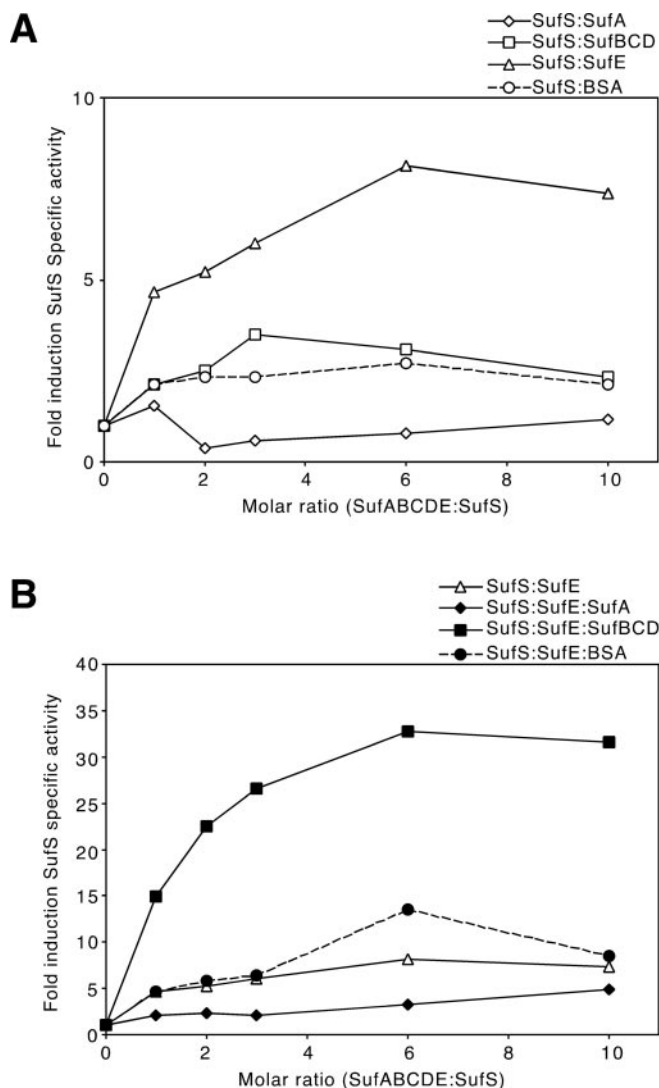 A
SufS:SufA
SufS:SufBCD
SufS:SufE
SufS:BSA
Fold induction SufS Specific activity
10
5
0
0 2 4 6 8 10
Molar ratio (SufABCDE:SufS)
B
SufS:SufE
SufS:SufE:SufA
SufS:SufE:SufBCD
SufS:SufE:BSA
Fold induction SufS specific activity
40
35
30
25
20
15
10
5
0
0 2 4 6 8 10
Molar ratio (SufABCDE:SufS)